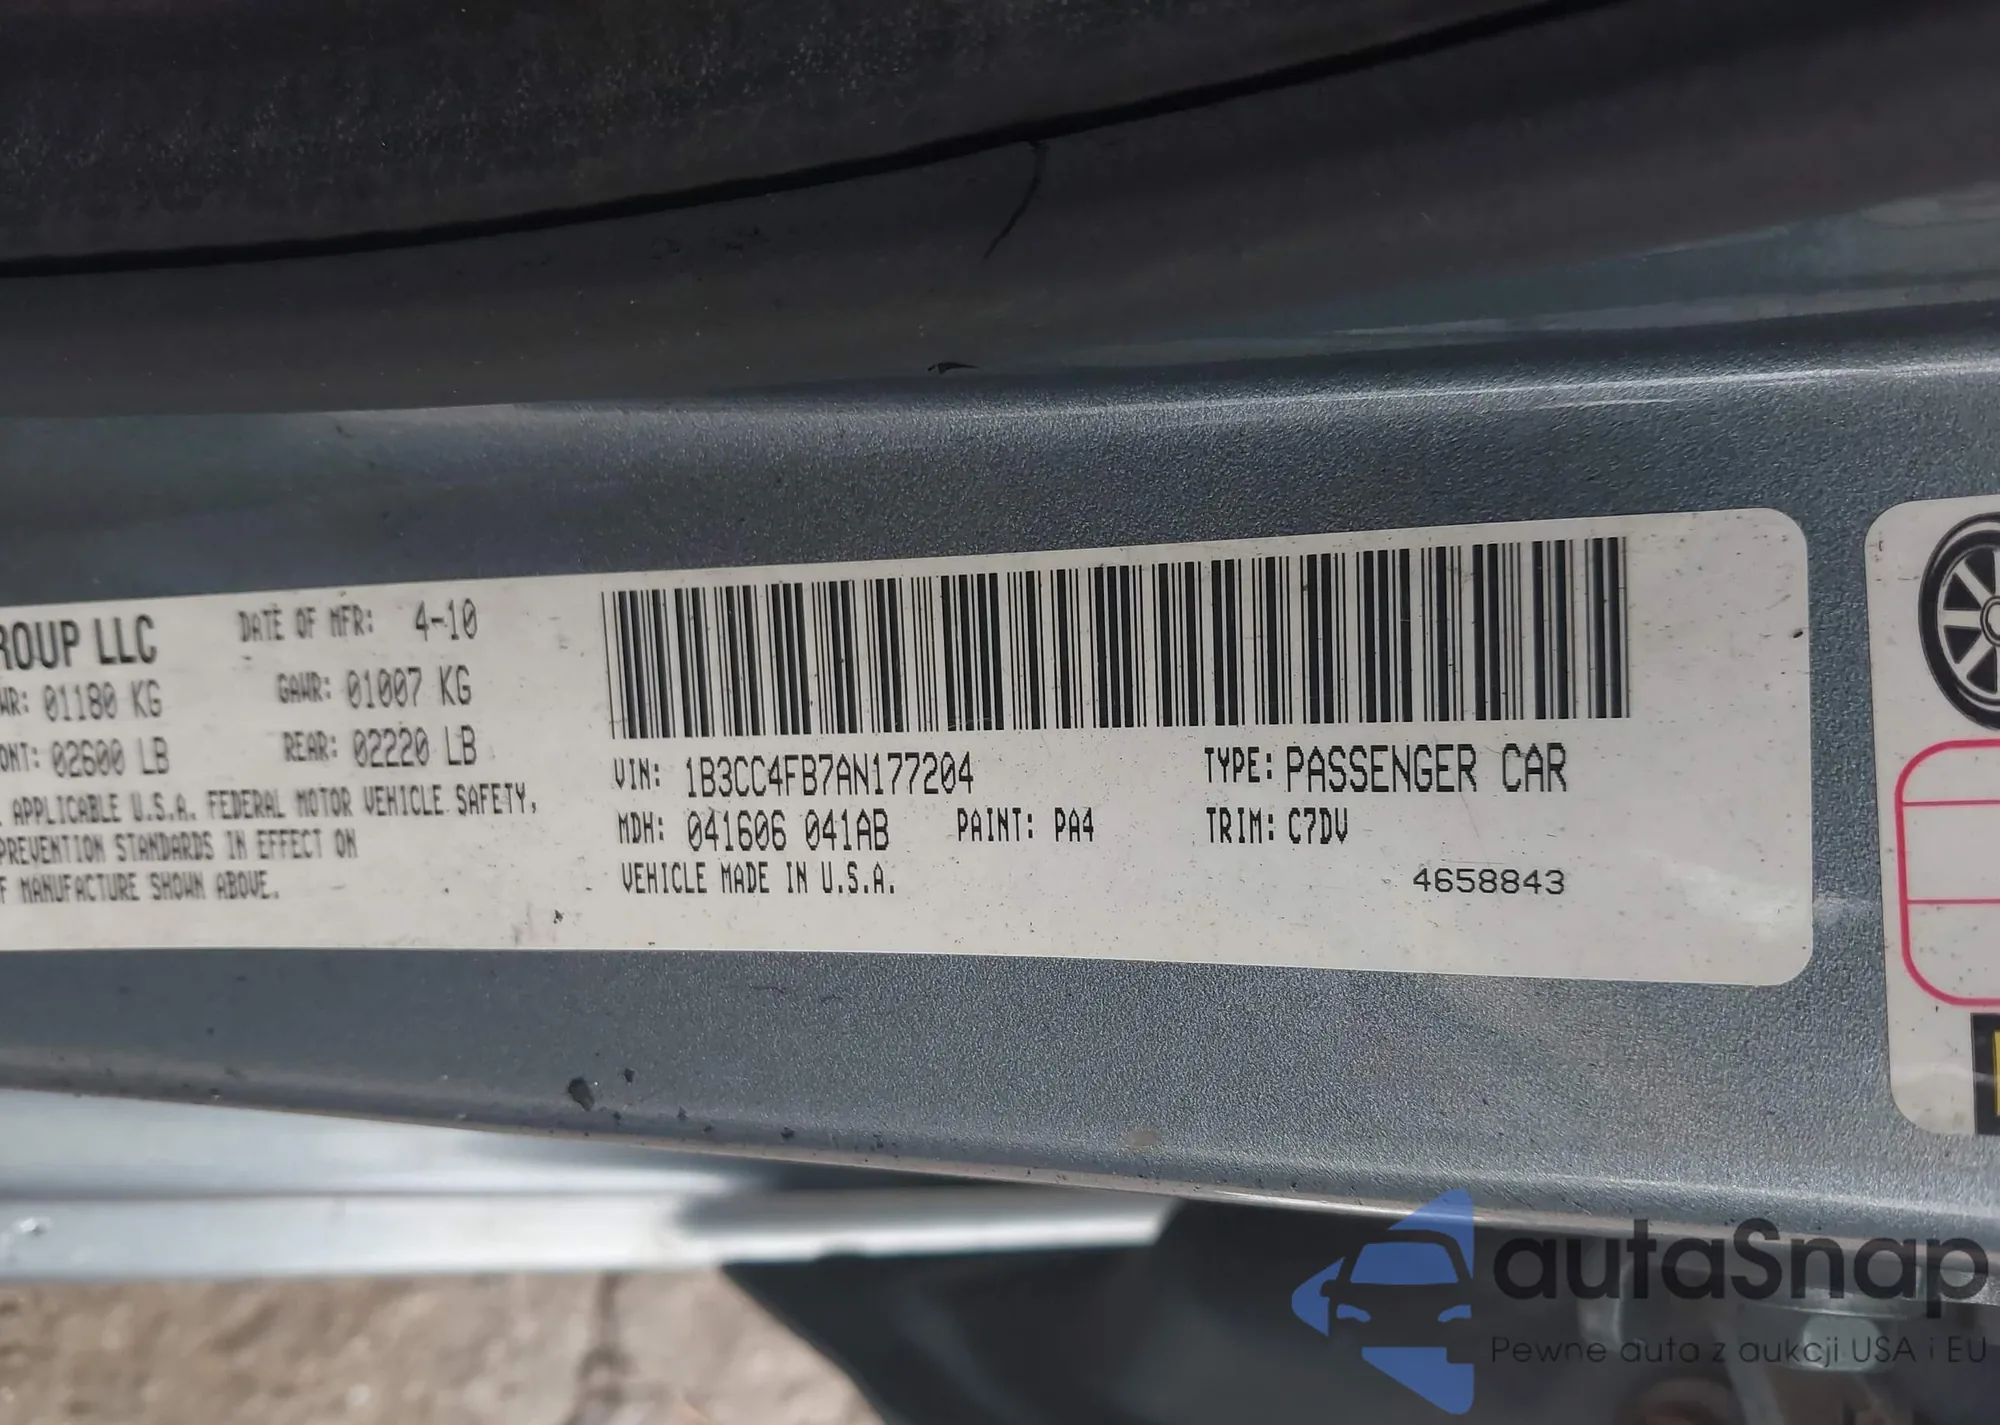 ROUP LLC DATE OF MFR: 4-10
WR: 01180 KG GAWR: 01007 KG
ONT: 02600 LB REAR: 02220 LB
APPLICABLE U.S.A. FEDERAL MOTOR VEHICLE SAFETY,
PREVENTION STANDARDS IN EFFECT ON
F MANUFACTURE SHOWN ABOVE.
VIN: 1B3CC4FB7AN177204 TYPE: PASSENGER CAR
MDH: 041606 041AB PAINT: PA4 TRIM: C7DV
VEHICLE MADE IN U.S.A.
4658843
autaSnap
Pewne auta z aukcji USA i EU